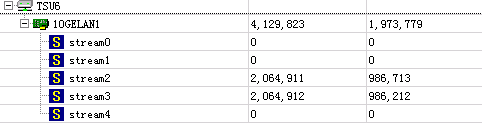 TSU6
10GELAN1 4,129,823 1,973,779
S stream0 0 0
S stream1 0 0
S stream2 2,064,911 986,713
S stream3 2,064,912 986,212
S stream4 0 0